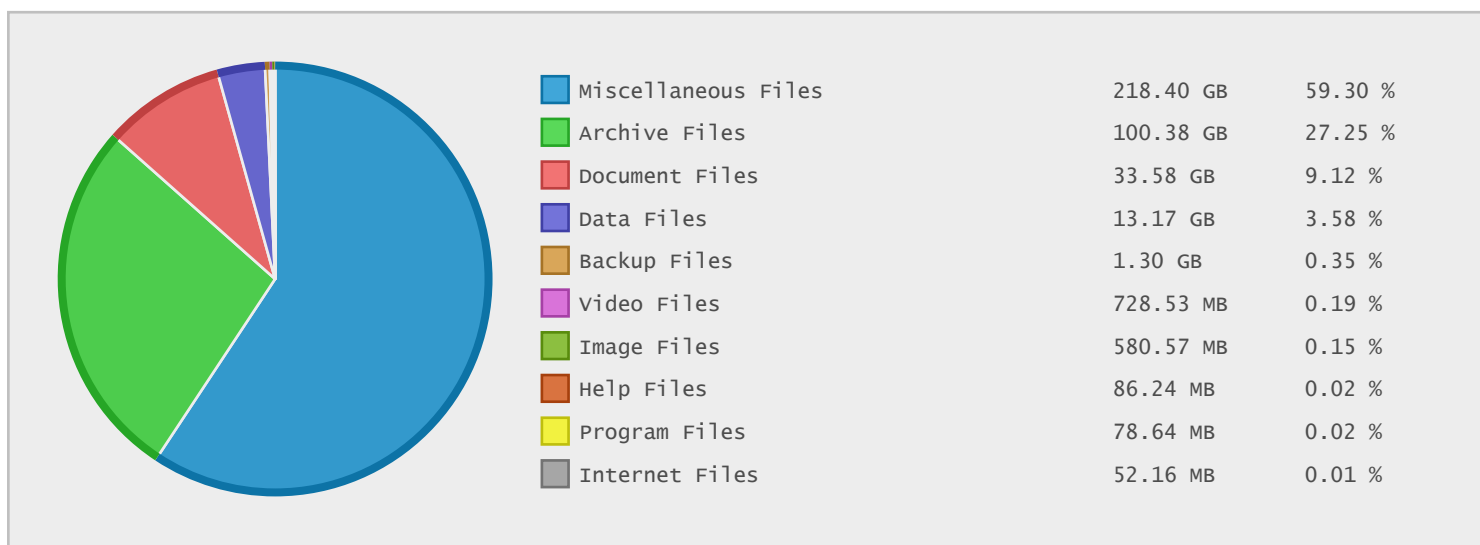 Miscellaneous Files 218.40 GB 59.30 %
Archive Files 100.38 GB 27.25 %
Document Files 33.58 GB 9.12 %
Data Files 13.17 GB 3.58 %
Backup Files 1.30 GB 0.35 %
Video Files 728.53 MB 0.19 %
Image Files 580.57 MB 0.15 %
Help Files 86.24 MB 0.02 %
Program Files 78.64 MB 0.02 %
Internet Files 52.16 MB 0.01 %